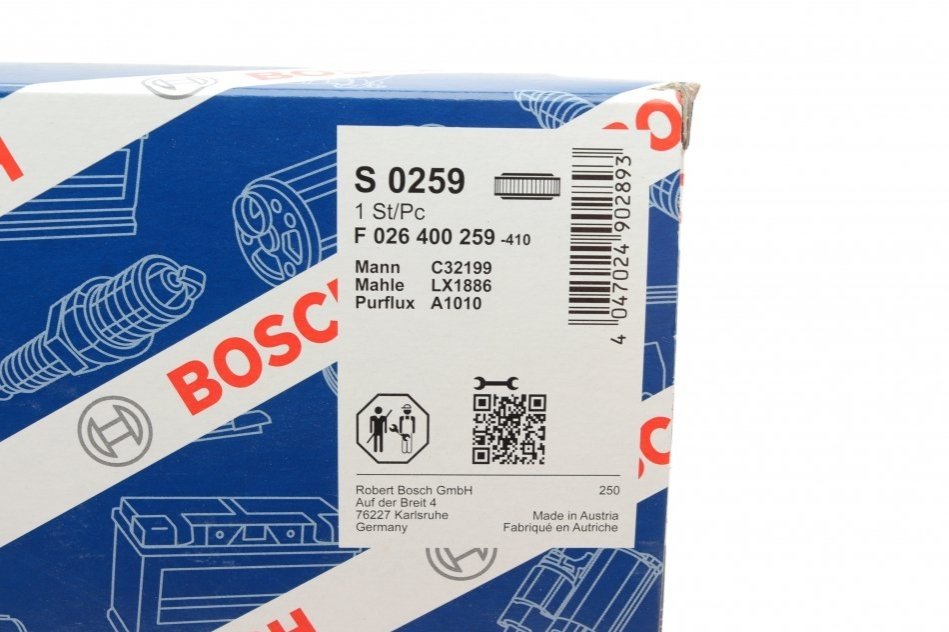 BOSCH
S 0259
1 St/Pc
F 026 400 259 -410
Mann C32199
Mahle LX1886
Purflux A1010
4 047024 902893
BOSCH
Robert Bosch GmbH 250
Auf der Breit 4
76227 Karlsruhe Made in Austria
Germany Fabriqué en Autriche